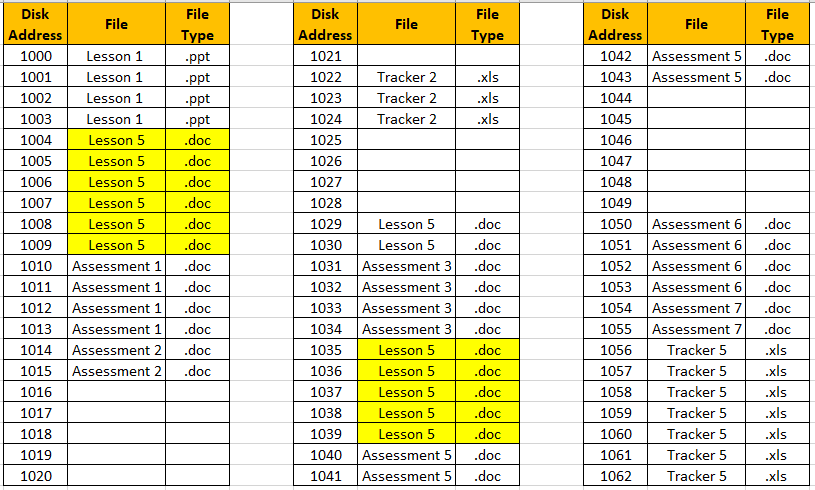 Disk Address File File Type Disk Address File File Type Disk Address File File Type
1000 Lesson 1 .ppt 1021 1042 Assessment 5 .doc
1001 Lesson 1 .ppt 1022 Tracker 2 .xls 1043 Assessment 5 .doc
1002 Lesson 1 .ppt 1023 Tracker 2 .xls 1044
1003 Lesson 1 .ppt 1024 Tracker 2 .xls 1045
1004 Lesson 5 .doc 1025 1046
1005 Lesson 5 .doc 1026 1047
1006 Lesson 5 .doc 1027 1048
1007 Lesson 5 .doc 1028 1049
1008 Lesson 5 .doc 1029 Lesson 5 .doc 1050 Assessment 6 .doc
1009 Lesson 5 .doc 1030 Lesson 5 .doc 1051 Assessment 6 .doc
1010 Assessment 1 .doc 1031 Assessment 3 .doc 1052 Assessment 6 .doc
1011 Assessment 1 .doc 1032 Assessment 3 .doc 1053 Assessment 6 .doc
1012 Assessment 1 .doc 1033 Assessment 3 .doc 1054 Assessment 7 .doc
1013 Assessment 1 .doc 1034 Assessment 3 .doc 1055 Assessment 7 .doc
1014 Assessment 2 .doc 1035 Lesson 5 .doc 1056 Tracker 5 .xls
1015 Assessment 2 .doc 1036 Lesson 5 .doc 1057 Tracker 5 .xls
1016 1037 Lesson 5 .doc 1058 Tracker 5 .xls
1017 1038 Lesson 5 .doc 1059 Tracker 5 .xls
1018 1039 Lesson 5 .doc 1060 Tracker 5 .xls
1019 1040 Assessment 5 .doc 1061 Tracker 5 .xls
1020 1041 Assessment 5 .doc 1062 Tracker 5 .xls